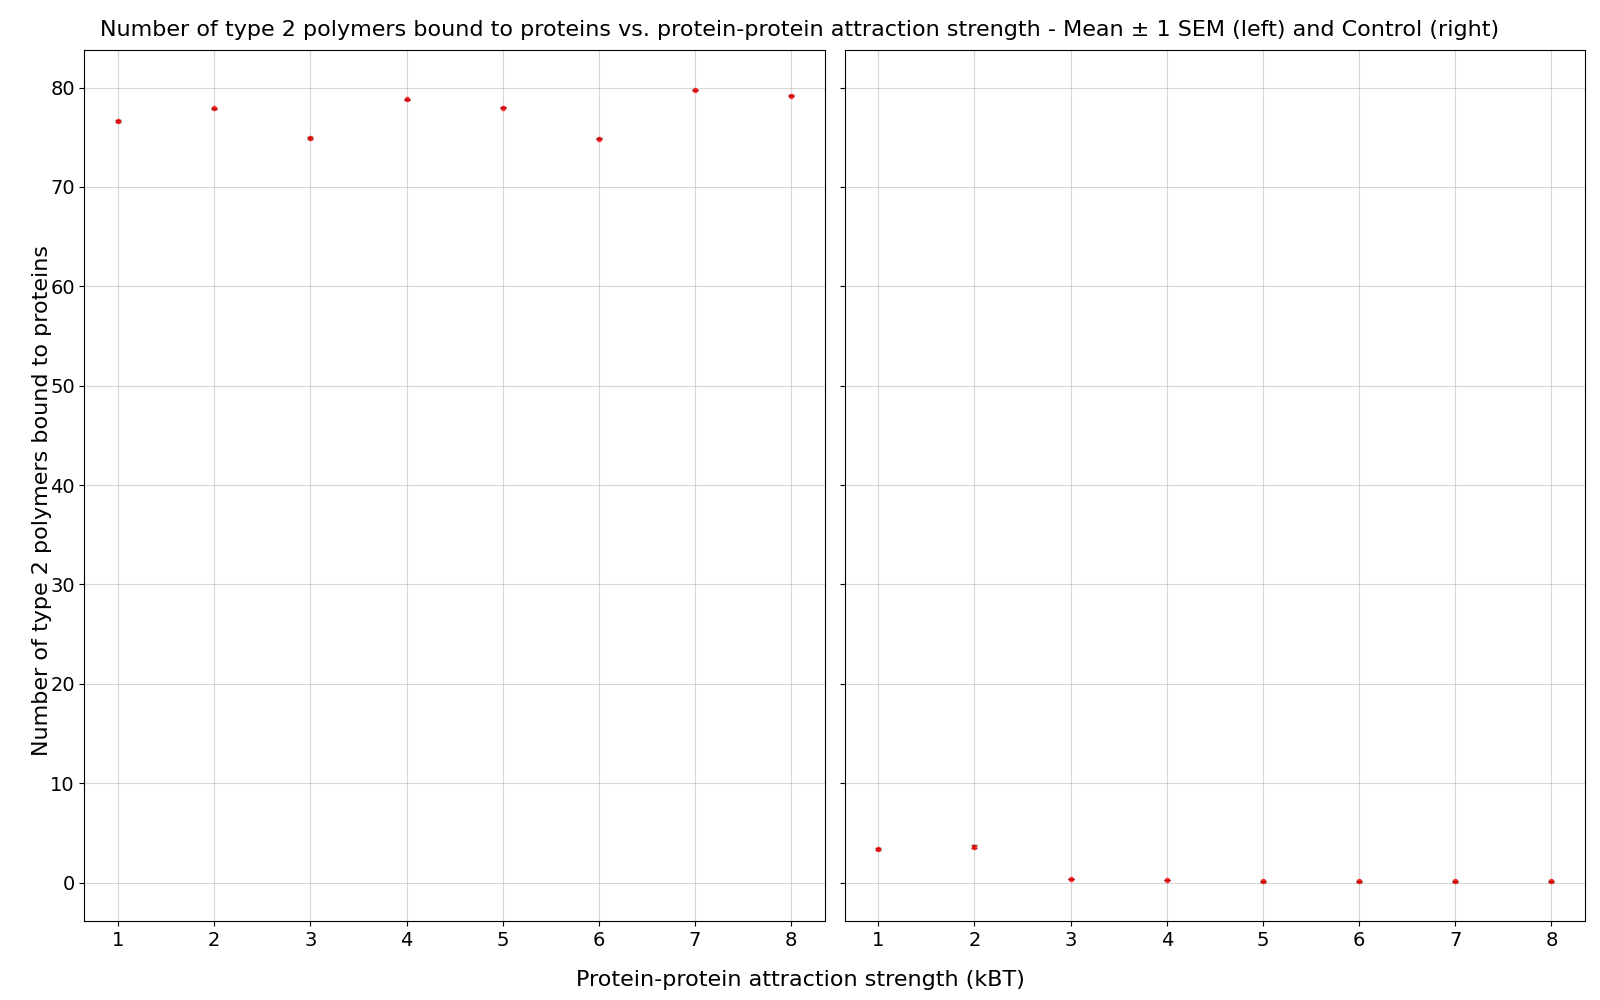 Number of type 2 polymers bound to proteins vs. protein-protein attraction strength - Mean ± 1 SEM (left) and Control (right)
Number of type 2 polymers bound to proteins
80
70
60
50
40
30
20
10
0
1 2 3 4 5 6 7 8
1 2 3 4 5 6 7 8
Protein-protein attraction strength (kBT)